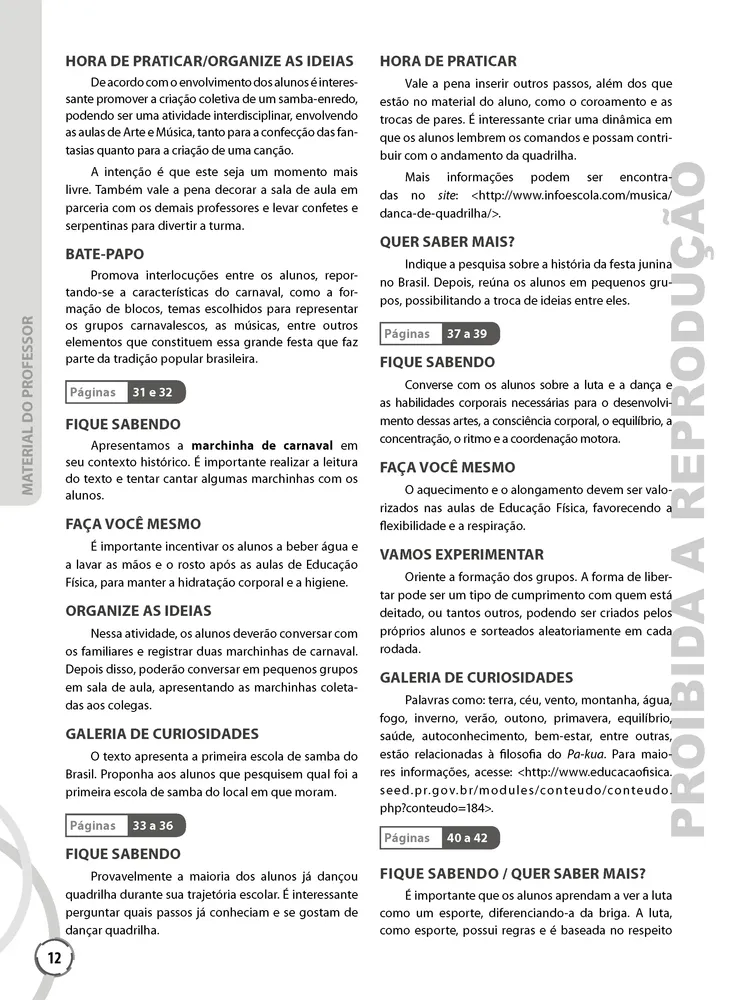 HORA DE PRATICAR/ORGANIZE AS IDEIAS
De acordo com o envolvimento dos alunos é interes-
sante promover a criação coletiva de um samba-enredo,
podendo ser uma atividade interdisciplinar, envolvendo
as aulas de Arte e Música, tanto para a confecção das fan-
tasias quanto para a criação de uma canção.
A intenção é que este seja um momento mais
livre. Também vale a pena decorar a sala de aula em
parceria com os demais professores e levar confetes e
serpentinas para divertir a turma.
BATE-PAPO
Promova interlocuções entre os alunos, repor-
tando-se a características do carnaval, como a for-
mação de blocos, temas escolhidos para representar
os grupos carnavalescos, as músicas, entre outros
elementos que constituem essa grande festa que faz
parte da tradição popular brasileira.
Páginas 31 e 32
FIQUE SABENDO
Apresentamos a marchinha de carnaval em
seu contexto histórico. É importante realizar a leitura
do texto e tentar cantar algumas marchinhas com os
alunos.
FAÇA VOCÊ MESMO
É importante incentivar os alunos a beber água e
a lavar as mãos e o rosto após as aulas de Educação
Física, para manter a hidratação corporal e a higiene.
ORGANIZE AS IDEIAS
Nessa atividade, os alunos deverão conversar com
os familiares e registrar duas marchinhas de carnaval.
Depois disso, poderão conversar em pequenos grupos
em sala de aula, apresentando as marchinhas coleta-
das aos colegas.
GALERIA DE CURIOSIDADES
O texto apresenta a primeira escola de samba do
Brasil. Proponha aos alunos que pesquisem qual foi a
primeira escola de samba do local em que moram.
Páginas 33 a 36
FIQUE SABENDO
Provavelmente a maioria dos alunos já dançou
quadrilha durante sua trajetória escolar. É interessante
perguntar quais passos já conheciam e se gostam de
dançar quadrilha.
HORA DE PRATICAR
Vale a pena inserir outros passos, além dos que
estão no material do aluno, como o coroamento e as
trocas de pares. É interessante criar uma dinâmica em
que os alunos lembrem os comandos e possam contri-
buir com o andamento da quadrilha.
Mais informações podem ser encontra-
das no site: <http://www.infoescola.com/musica/
danca-de-quadrilha/>.
QUER SABER MAIS?
Indique a pesquisa sobre a história da festa junina
no Brasil. Depois, reúna os alunos em pequenos gru-
pos, possibilitando a troca de ideias entre eles.
Páginas 37 a 39
FIQUE SABENDO
Converse com os alunos sobre a luta e a dança e
as habilidades corporais necessárias para o desenvolvi-
mento dessas artes, a consciência corporal, o equilíbrio, a
concentração, o ritmo e a coordenação motora.
FAÇA VOCÊ MESMO
O aquecimento e o alongamento devem ser valo-
rizados nas aulas de Educação Física, favorecendo a
flexibilidade e a respiração.
VAMOS EXPERIMENTAR
Oriente a formação dos grupos. A forma de liber-
tar pode ser um tipo de cumprimento com quem está
deitado, ou tantos outros, podendo ser criados pelos
próprios alunos e sorteados aleatoriamente em cada
rodada.
GALERIA DE CURIOSIDADES
Palavras como: terra, céu, vento, montanha, água,
fogo, inverno, verão, outono, primavera, equilíbrio,
saúde, autoconhecimento, bem-estar, entre outras,
estão relacionadas à filosofia do Pa-kua. Para maio-
res informações, acesse: <http://www.educacaofisica.
seed.pr.gov.br/modules/conteudo/conteudo.
php?conteudo=184>.
Páginas 40 a 42
FIQUE SABENDO / QUER SABER MAIS?
É importante que os alunos aprendam a ver a luta
como um esporte, diferenciando-a da briga. A luta,
como esporte, possui regras e é baseada no respeito
MATERIAL DO PROFESSOR
PROIBIDA A REPRODUÇÃO
12